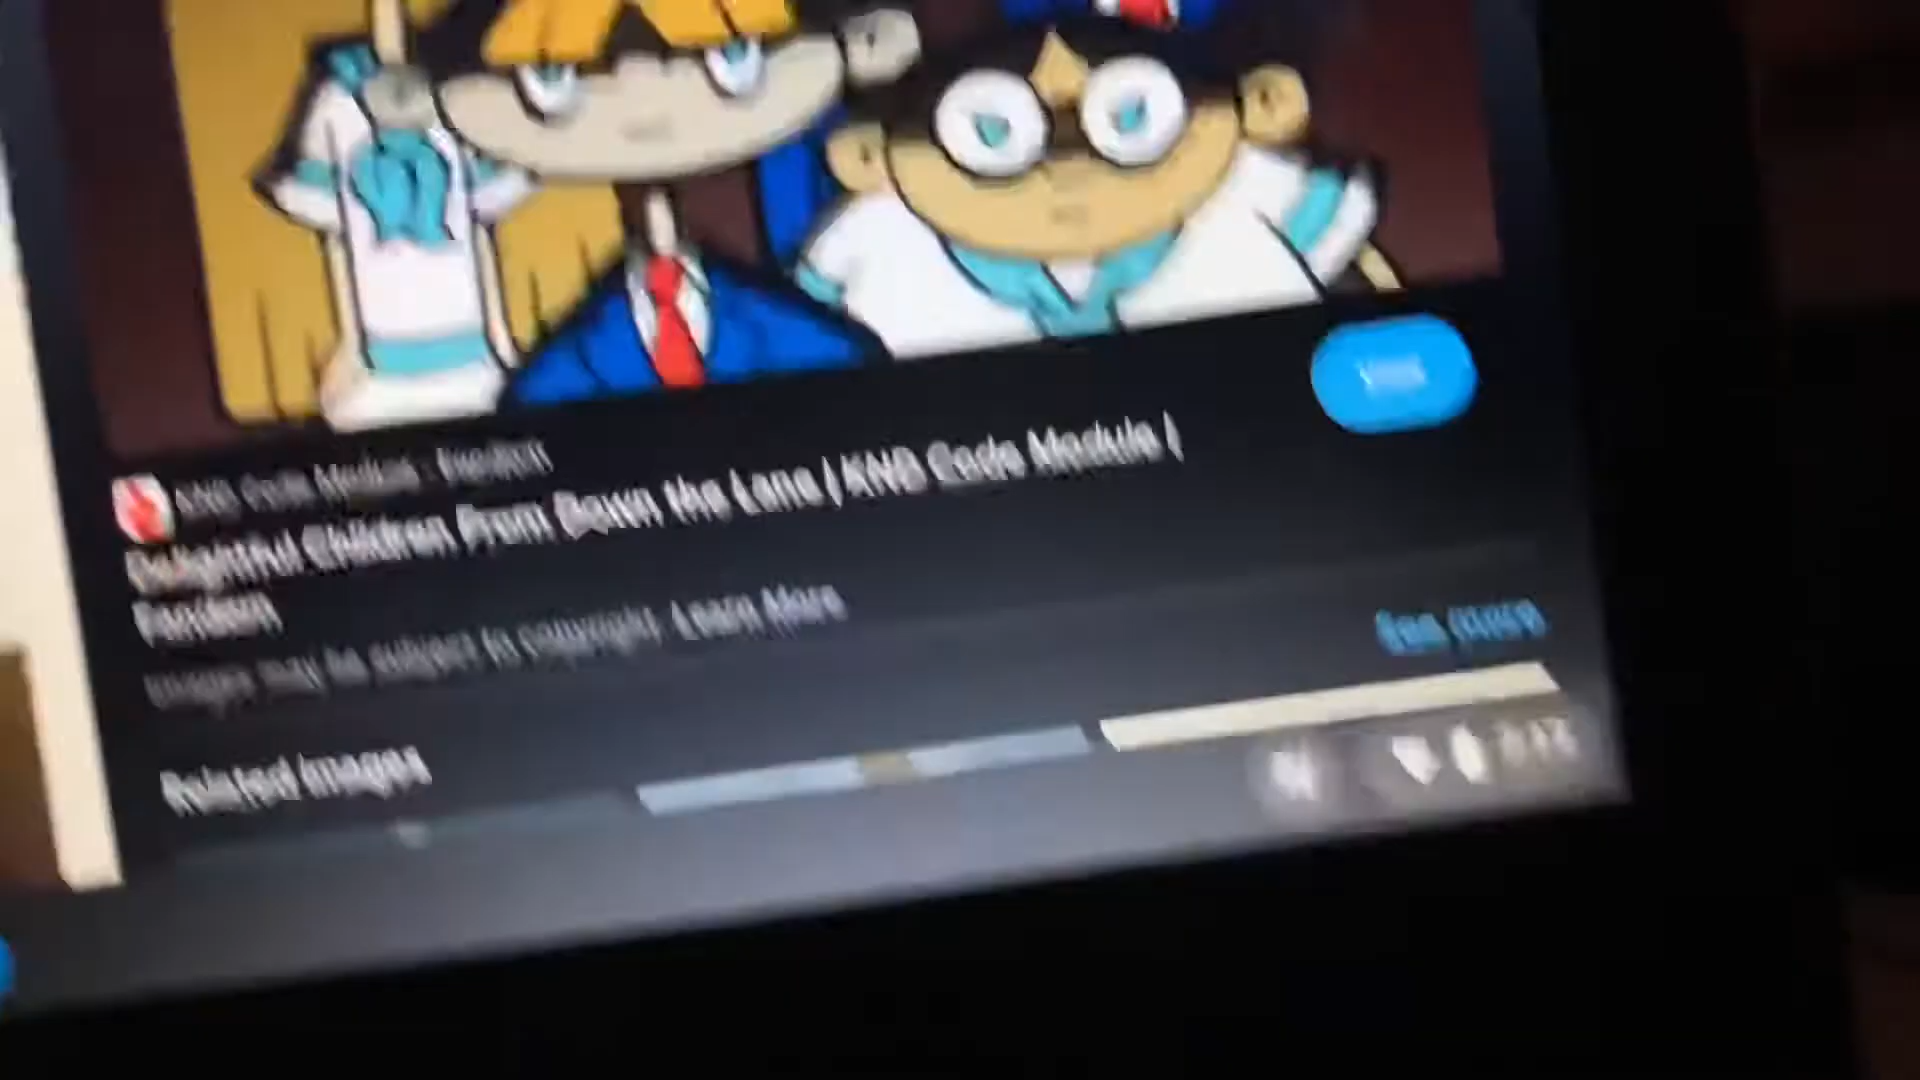 KND Code Module - Fandom
Delightful Children From Down the Lane | KND Code Module |
Fandom
Images may be subject to copyright. Learn More
Related images